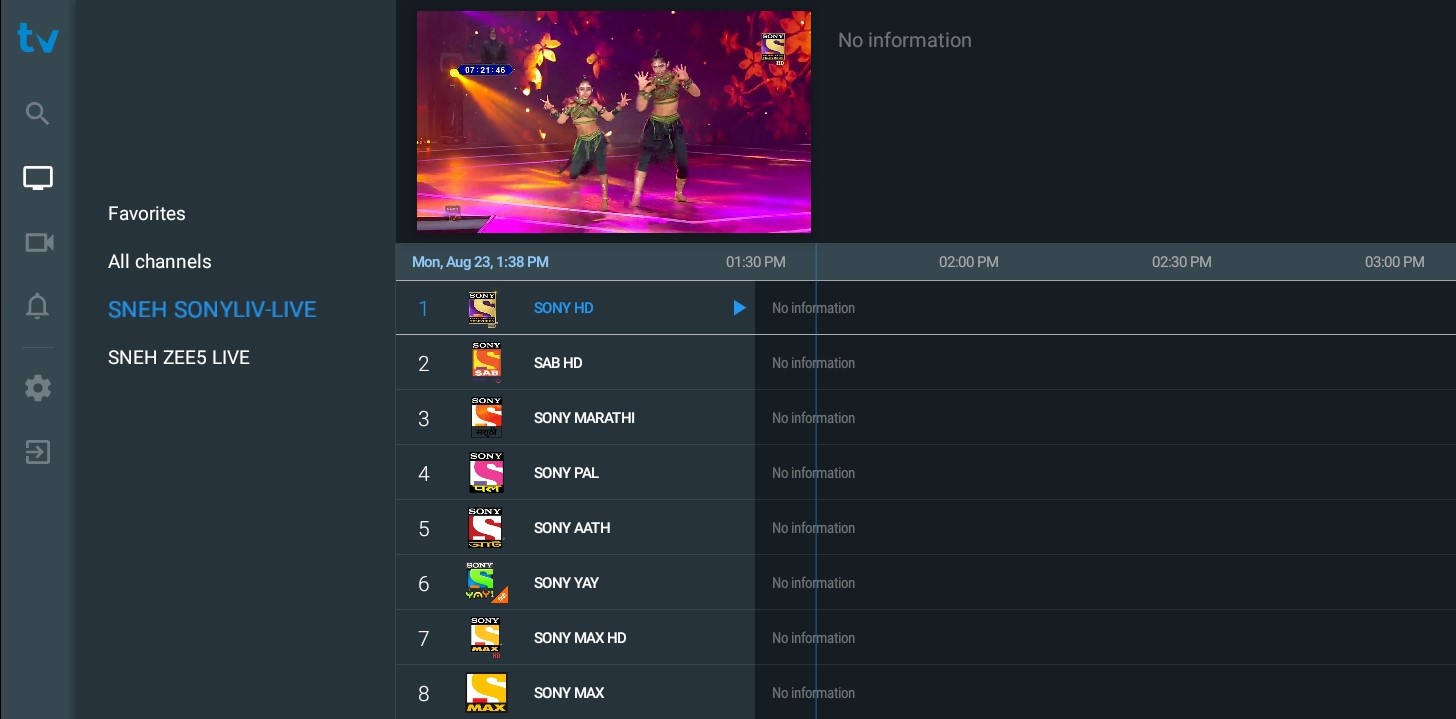 tv
No information
SONY
HD
07:21:46
Favorites
All channels
SNEH SONYLIV-LIVE
SNEH ZEE5 LIVE
Mon, Aug 23, 1:38 PM 01:30 PM 02:00 PM 02:30 PM 03:00 PM
1 SONY SONY HD No information
2 SONY SAB SAB HD No information
3 SONY मराठी SONY MARATHI No information
4 SONY पल SONY PAL No information
5 SONY SONY AATH No information
6 SONY YAY! SONY YAY No information
7 SONY MAX HD SONY MAX HD No information
8 MAX SONY MAX No information